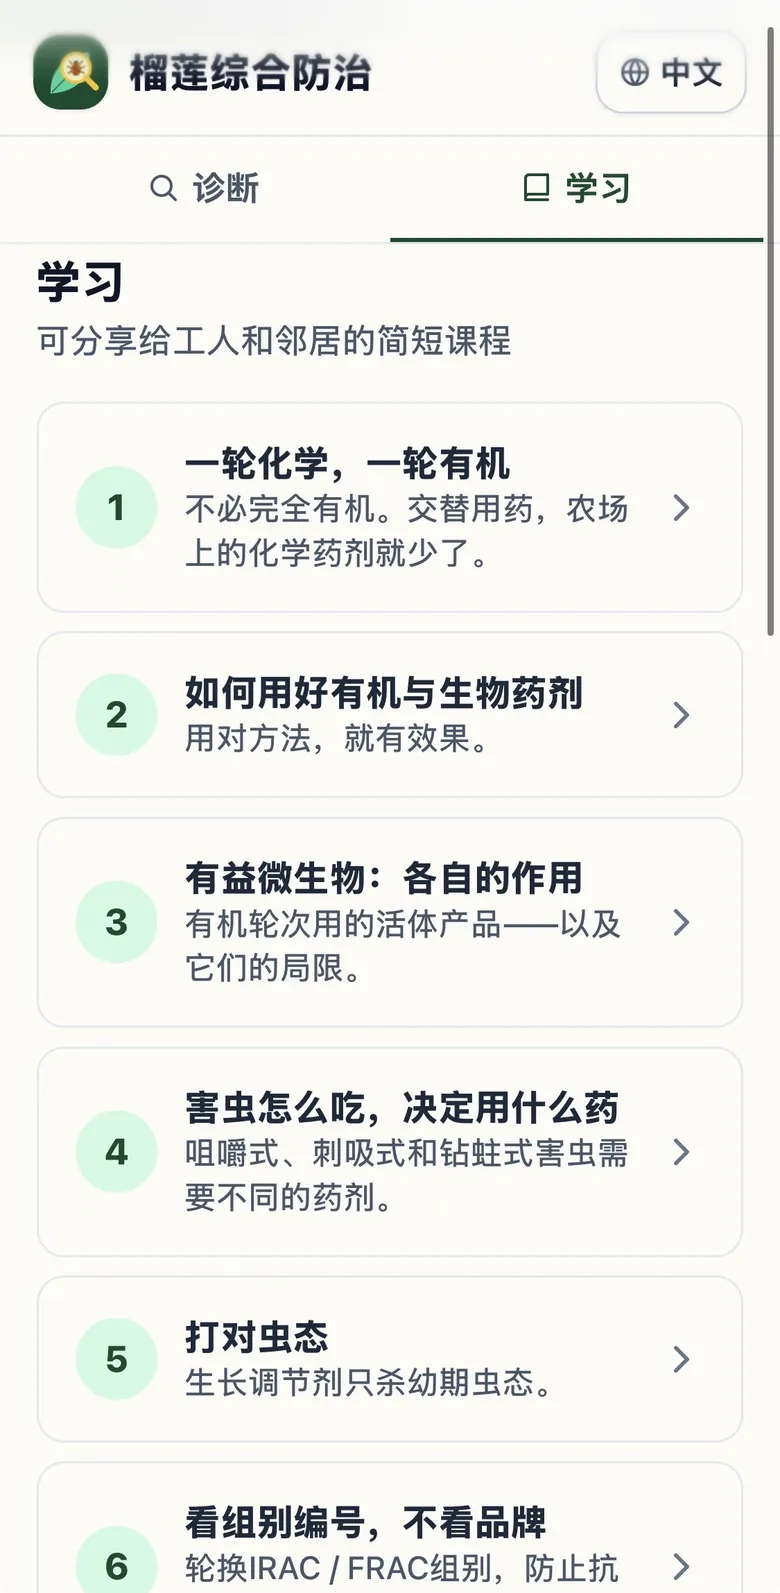 榴莲综合防治
中文
诊断
学习
学习
可分享给工人和邻居的简短课程
1
一轮化学，一轮有机
不必完全有机。交替用药，农场
上的化学药剂就少了。
2
如何用好有机与生物药剂
用对方法，就有效果。
3
有益微生物：各自的作用
有机轮次用的活体产品——以及
它们的局限。
4
害虫怎么吃，决定用什么药
咀嚼式、刺吸式和钻蛀式害虫需
要不同的药剂。
5
打对虫态
生长调节剂只杀幼期虫态。
6
看组别编号，不看品牌
轮换IRAC / FRAC组别，防止抗